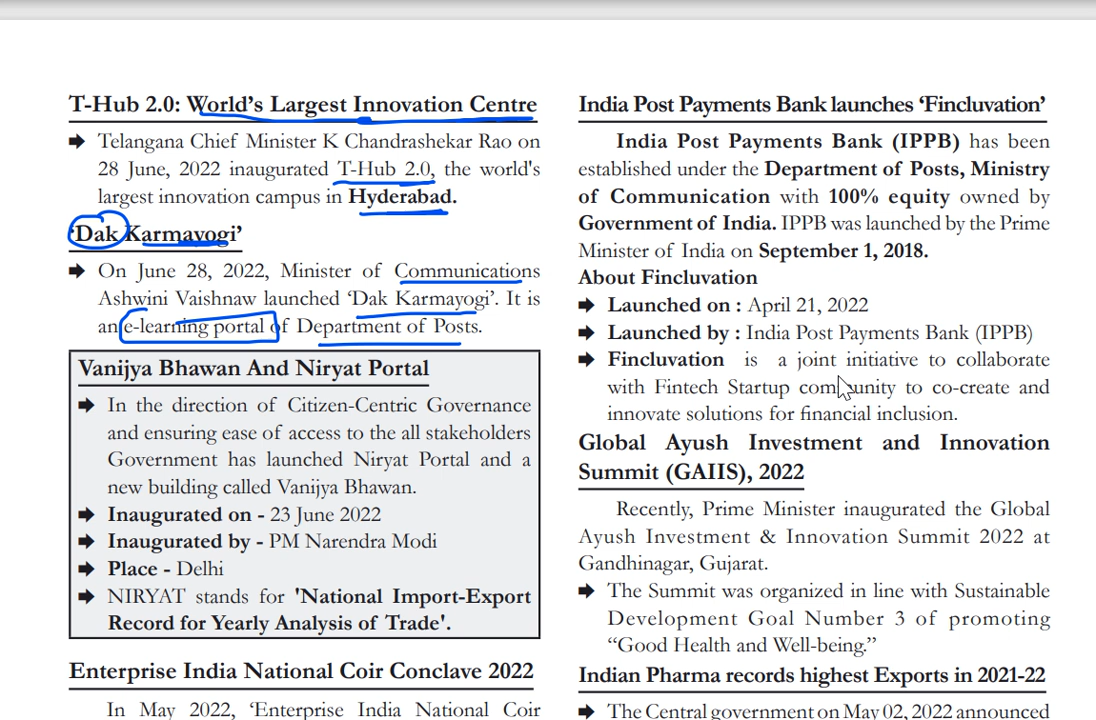 T-Hub 2.0: World's Largest Innovation Centre
➡ Telangana Chief Minister K Chandrashekar Rao on
28 June, 2022 inaugurated T-Hub 2.0, the world's
largest innovation campus in Hyderabad.
'Dak Karmayogi'
➡ On June 28, 2022, Minister of Communications
Ashwini Vaishnaw launched 'Dak Karmayogi'. It is
an e-learning portal of Department of Posts.
Vanijya Bhawan And Niryat Portal
➡ In the direction of Citizen-Centric Governance
and ensuring ease of access to the all stakeholders
Government has launched Niryat Portal and a
new building called Vanijya Bhawan.
➡ Inaugurated on - 23 June 2022
➡ Inaugurated by - PM Narendra Modi
➡ Place - Delhi
➡ NIRYAT stands for 'National Import-Export
Record for Yearly Analysis of Trade'.
Enterprise India National Coir Conclave 2022
In May 2022, 'Enterprise India National Coir
India Post Payments Bank launches 'Fincluvation'
India Post Payments Bank (IPPB) has been
established under the Department of Posts, Ministry
of Communication with 100% equity owned by
Government of India. IPPB was launched by the Prime
Minister of India on September 1, 2018.
About Fincluvation
➡ Launched on : April 21, 2022
➡ Launched by : India Post Payments Bank (IPPB)
➡ Fincluvation is a joint initiative to collaborate
with Fintech Startup community to co-create and
innovate solutions for financial inclusion.
Global Ayush Investment and Innovation
Summit (GAIIS), 2022
Recently, Prime Minister inaugurated the Global
Ayush Investment & Innovation Summit 2022 at
Gandhinagar, Gujarat.
➡ The Summit was organized in line with Sustainable
Development Goal Number 3 of promoting
"Good Health and Well-being."
Indian Pharma records highest Exports in 2021-22
➡ The Central government on May 02, 2022 announced